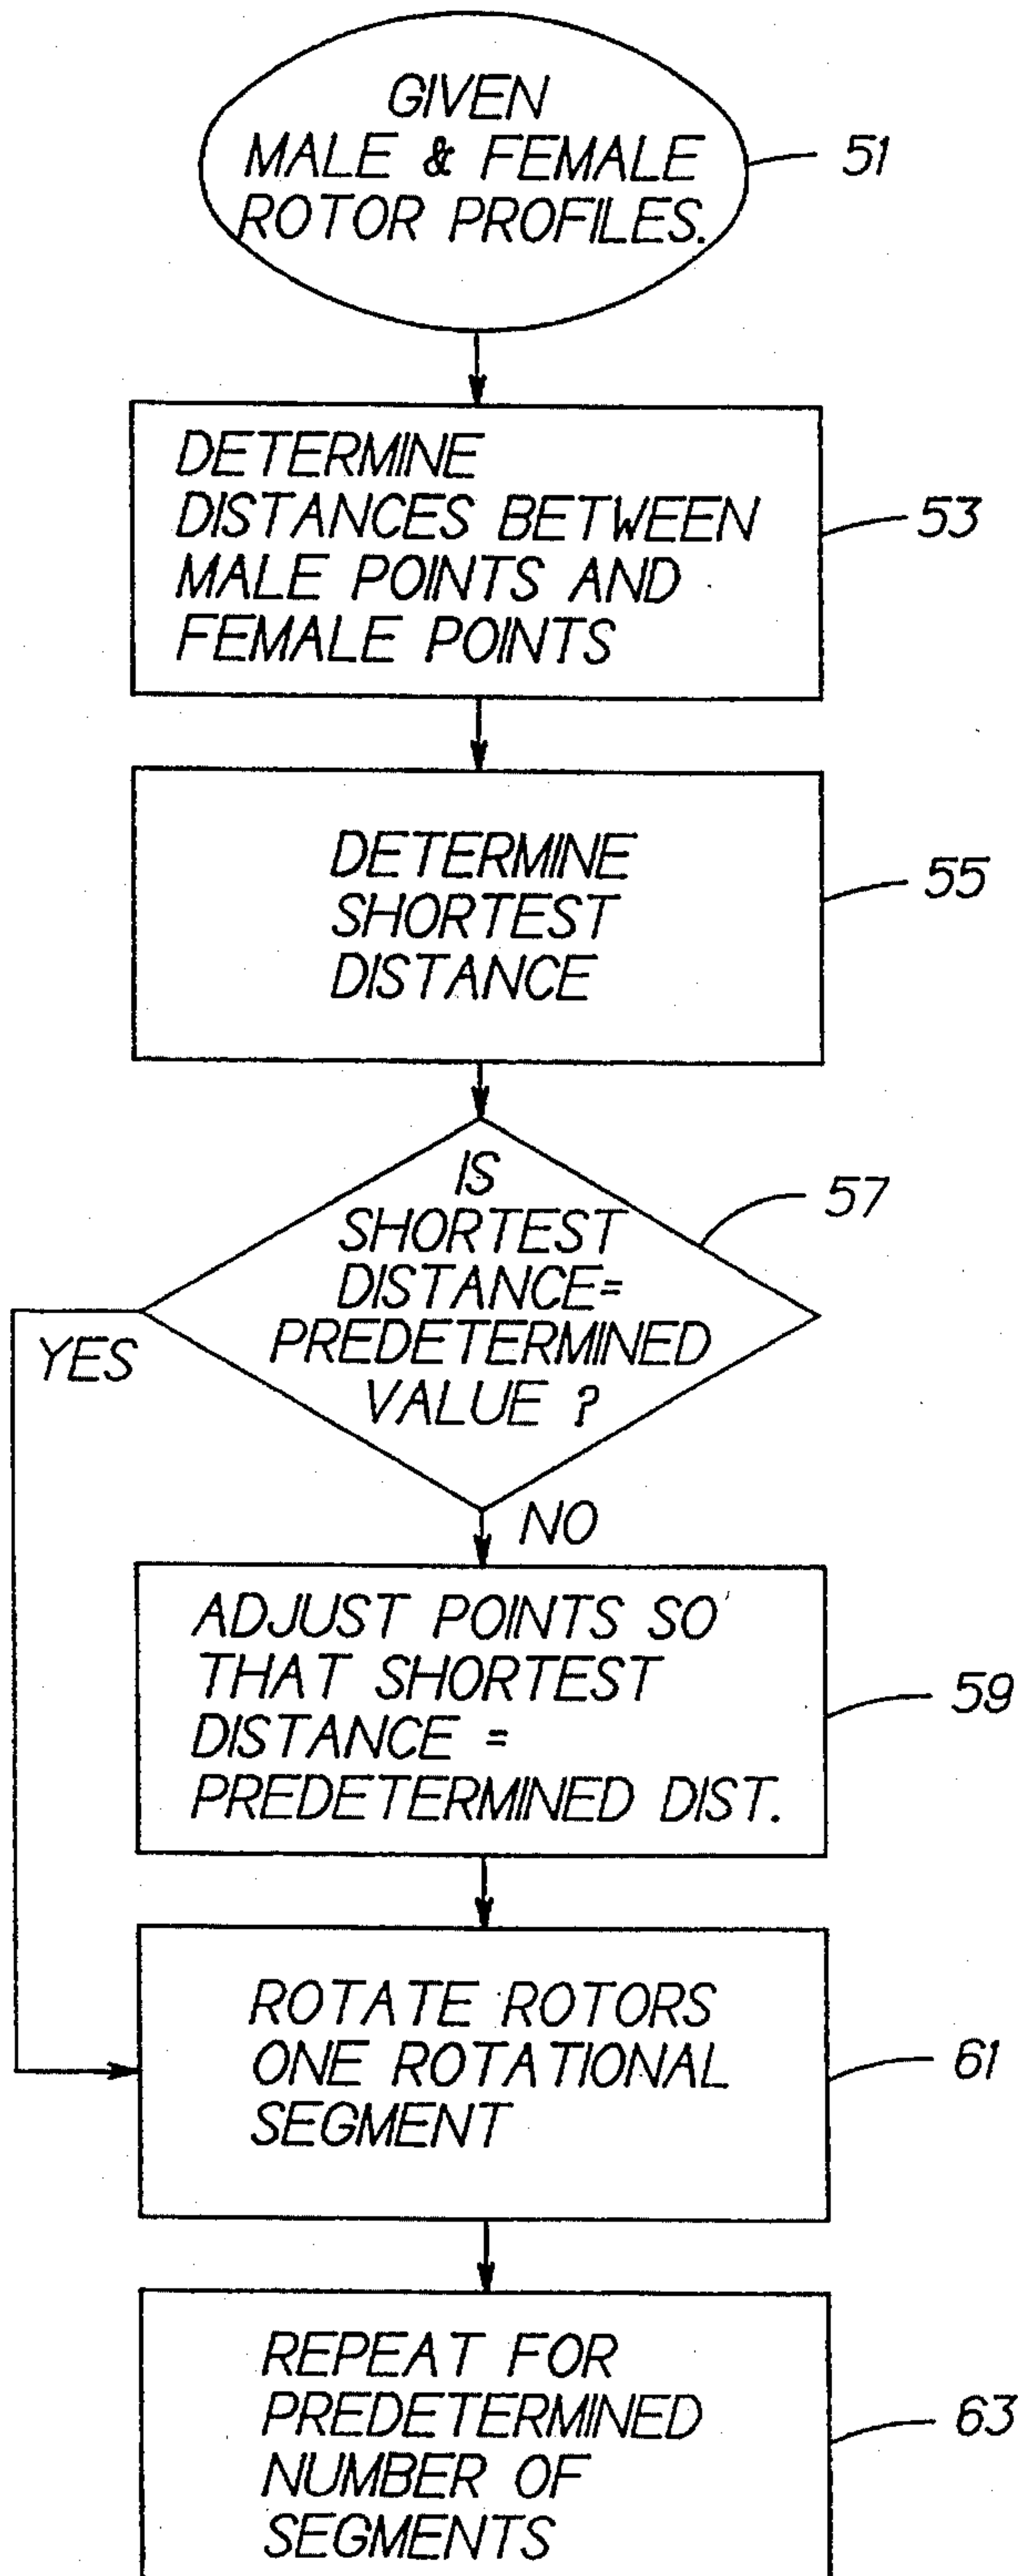 GIVEN
MALE & FEMALE
ROTOR PROFILES.
51
DETERMINE
DISTANCES BETWEEN
MALE POINTS AND
FEMALE POINTS
53
DETERMINE
SHORTEST
DISTANCE
55
IS
SHORTEST
DISTANCE=
PREDETERMINED
VALUE ?
57
YES
NO
ADJUST POINTS SO
THAT SHORTEST
DISTANCE =
PREDETERMINED DIST.
59
ROTATE ROTORS
ONE ROTATIONAL
SEGMENT
61
REPEAT FOR
PREDETERMINED
NUMBER OF
SEGMENTS
63